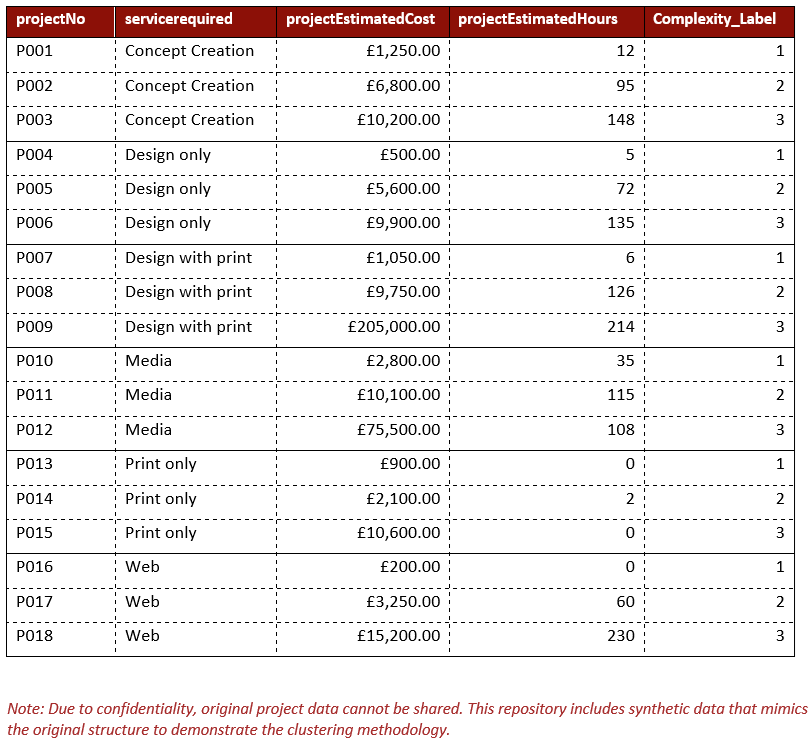 projectNo servicerequired projectEstimatedCost projectEstimatedHours Complexity_Label
P001 Concept Creation £1,250.00 12 1
P002 Concept Creation £6,800.00 95 2
P003 Concept Creation £10,200.00 148 3
P004 Design only £500.00 5 1
P005 Design only £5,600.00 72 2
P006 Design only £9,900.00 135 3
P007 Design with print £1,050.00 6 1
P008 Design with print £9,750.00 126 2
P009 Design with print £205,000.00 214 3
P010 Media £2,800.00 35 1
P011 Media £10,100.00 115 2
P012 Media £75,500.00 108 3
P013 Print only £900.00 0 1
P014 Print only £2,100.00 2 2
P015 Print only £10,600.00 0 3
P016 Web £200.00 0 1
P017 Web £3,250.00 60 2
P018 Web £15,200.00 230 3
Note: Due to confidentiality, original project data cannot be shared. This repository includes synthetic data that mimics
the original structure to demonstrate the clustering methodology.